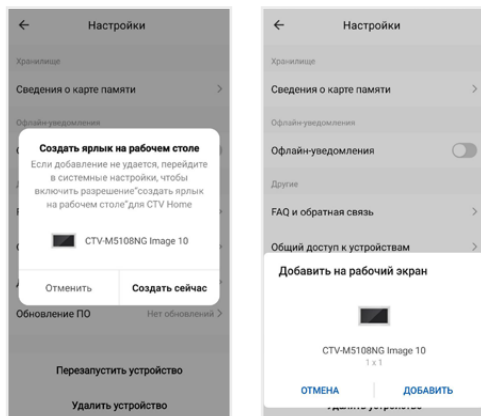 Настройки
Хранилище
Сведения о карте памяти
Офлайн-уведомления
Создать ярлык на рабочем столе
Если добавление не удается, перейдите
в системные настройки, чтобы
включить разрешение"создать ярлык
на рабочем столе"для CTV Home
CTV-M5108NG Image 10
Отменить
Создать сейчас
Обновление ПО
Нет обновлений
Перезапустить устройство
Удалить устройство
Настройки
Хранилище
Сведения о карте памяти
Офлайн-уведомления
Офлайн-уведомления
Другие
FAQ и обратная связь
Общий доступ к устройствам
Добавить на рабочий экран
CTV-M5108NG Image 10
1 x 1
ОТМЕНА
ДОБАВИТЬ